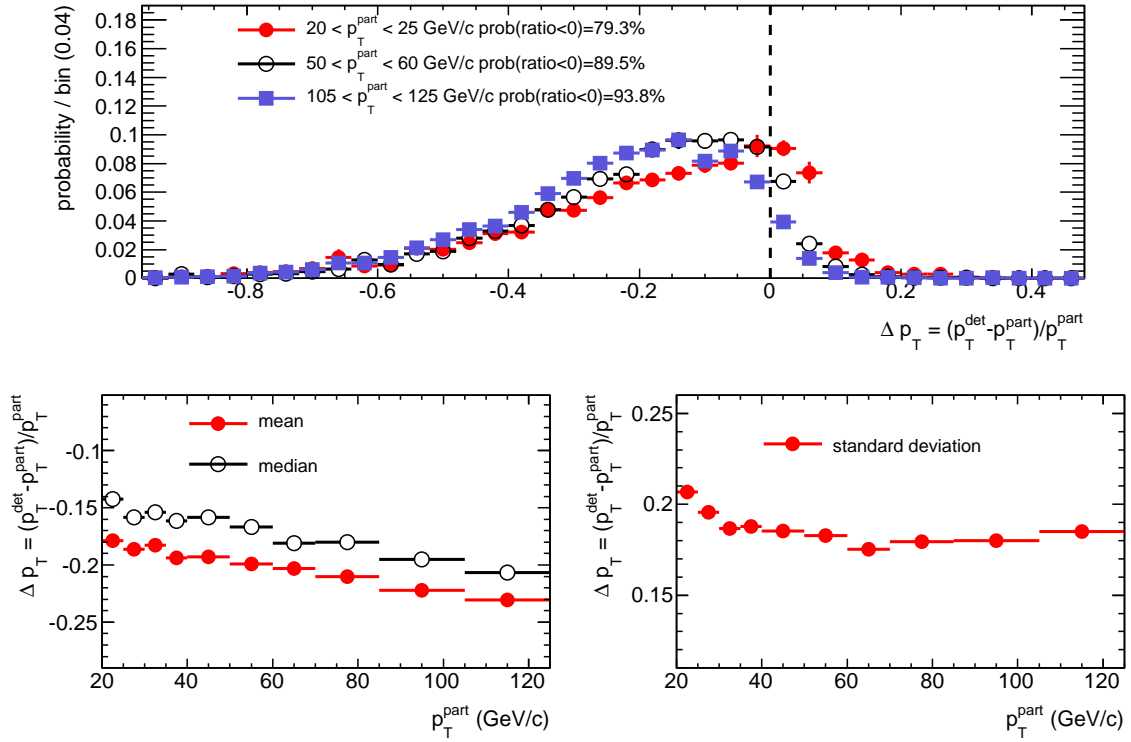 probability / bin (0.04)
0.18
0.16
0.14
0.12
0.1
0.08
0.06
0.04
0.02
0
20 < p_T^part < 25 GeV/c prob(ratio<0)=79.3%
50 < p_T^part < 60 GeV/c prob(ratio<0)=89.5%
105 < p_T^part < 125 GeV/c prob(ratio<0)=93.8%
-0.8 -0.6 -0.4 -0.2 0 0.2 0.4
Δ p_T = (p_T^det-p_T^part)/p_T^part
Δ p_T = (p_T^det-p_T^part)/p_T^part
-0.1
-0.15
-0.2
-0.25
mean
median
20 40 60 80 100 120
p_T^part (GeV/c)
Δ p_T = (p_T^det-p_T^part)/p_T^part
0.25
0.2
0.15
standard deviation
20 40 60 80 100 120
p_T^part (GeV/c)